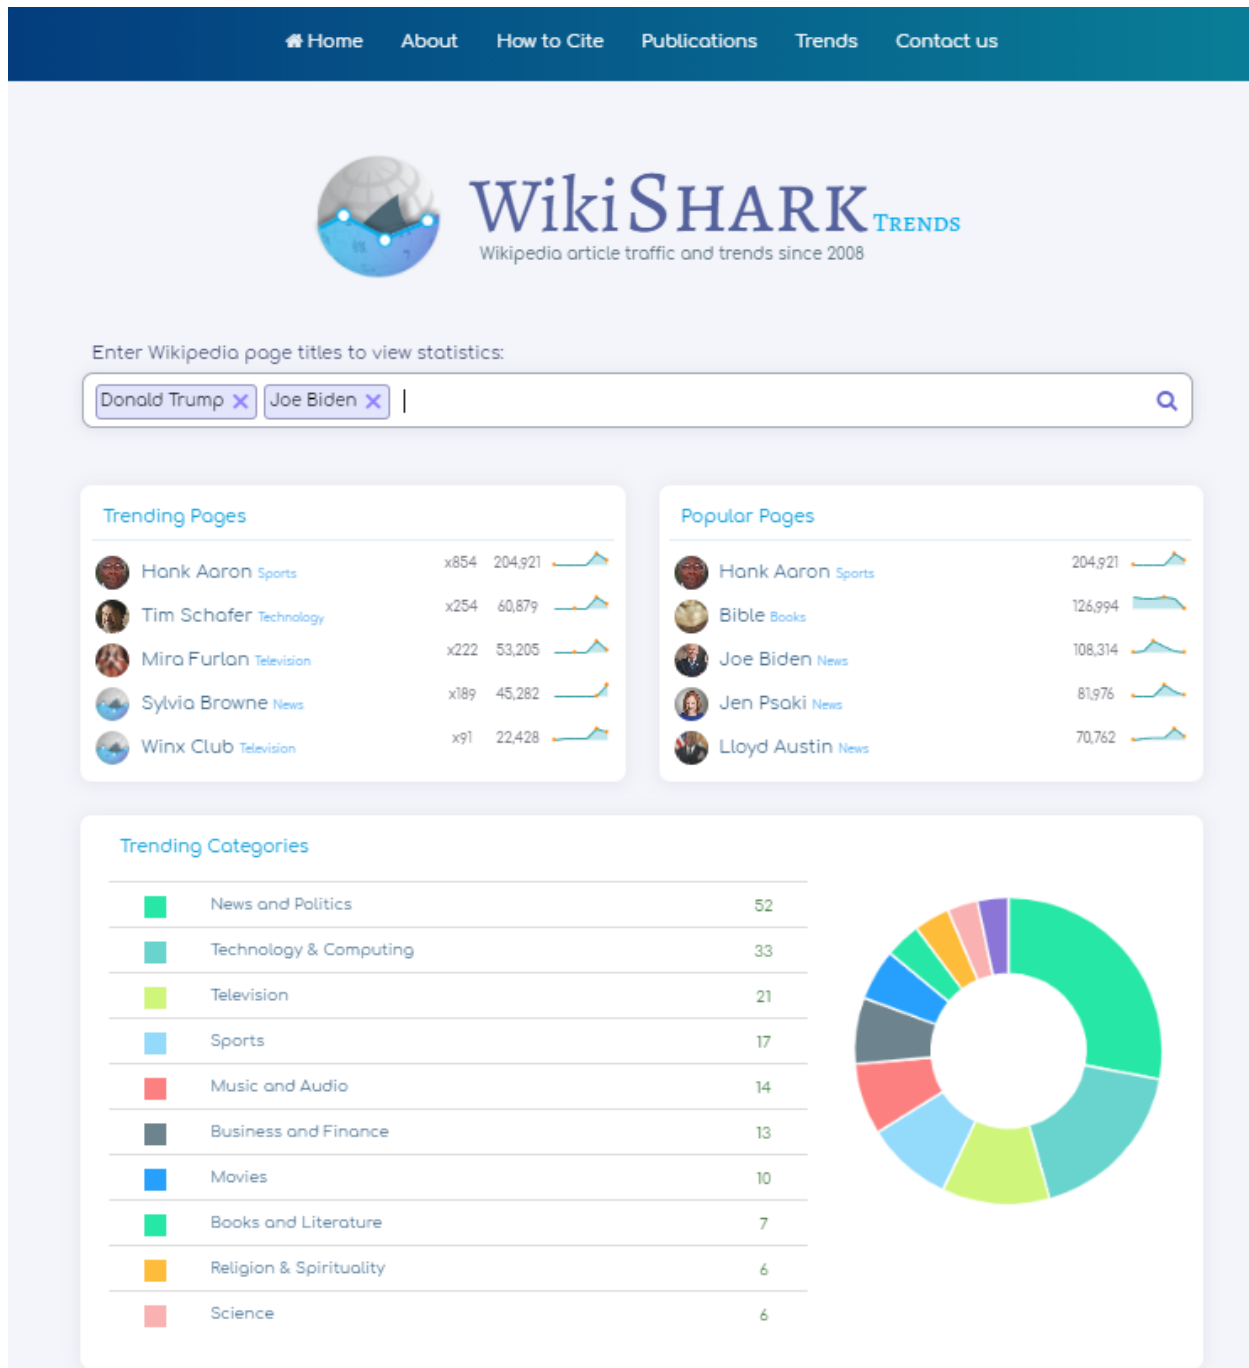 Home About How to Cite Publications Trends Contact us
WikiShark Trends
Wikipedia article traffic and trends since 2008
Enter Wikipedia page titles to view statistics:
Donald Trump Joe Biden
Trending Pages
Hank Aaron Sports x854 204,921
Tim Schafer Technology x254 60,879
Mira Furlan Television x222 53,205
Sylvia Browne News x189 45,282
Winx Club Television x91 22,428
Popular Pages
Hank Aaron Sports 204,921
Bible Books 126,994
Joe Biden News 108,314
Jen Psaki News 81,976
Lloyd Austin News 70,762
Trending Categories
News and Politics 52
Technology & Computing 33
Television 21
Sports 17
Music and Audio 14
Business and Finance 13
Movies 10
Books and Literature 7
Religion & Spirituality 6
Science 6